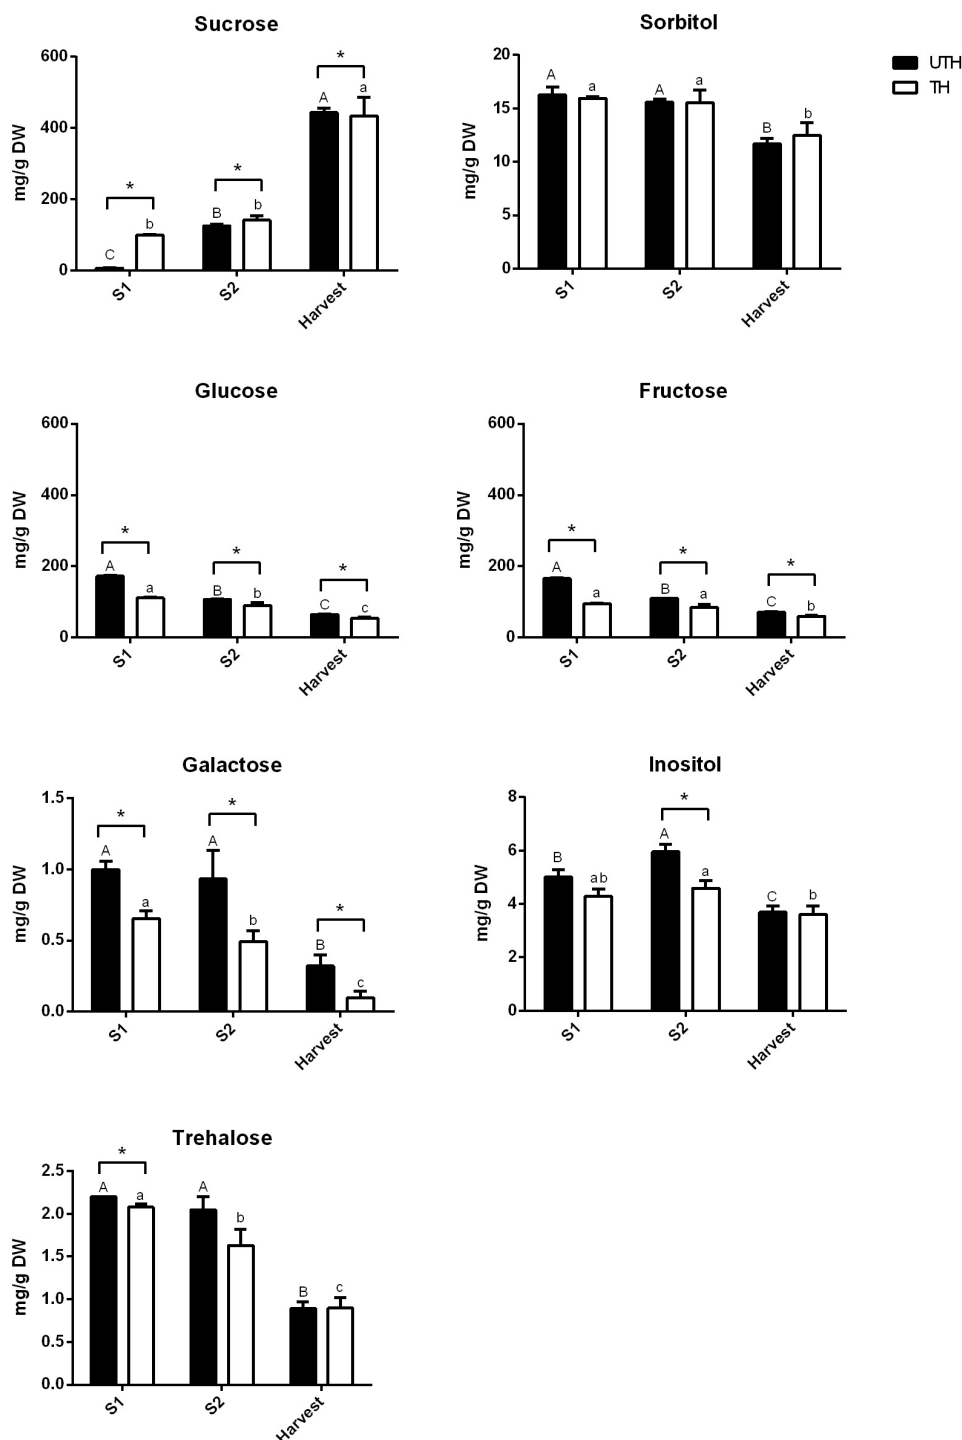 Sucrose
600
400
200
0
mg/g DW
*
*
*
C
b
B
b
A
a
S1
S2
Harvest
Sorbitol
20
15
10
5
0
mg/g DW
A
a
A
a
B
b
S1
S2
Harvest
UTH
TH
Glucose
600
400
200
0
mg/g DW
*
*
*
A
a
B
b
C
c
S1
S2
Harvest
Fructose
600
400
200
0
mg/g DW
*
*
*
A
a
B
a
C
b
S1
S2
Harvest
Galactose
1.5
1.0
0.5
0.0
mg/g DW
*
*
*
A
a
A
b
B
c
S1
S2
Harvest
Inositol
8
6
4
2
0
mg/g DW
*
B
ab
A
a
C
b
S1
S2
Harvest
Trehalose
2.5
2.0
1.5
1.0
0.5
0.0
mg/g DW
*
A
a
A
b
B
c
S1
S2
Harvest